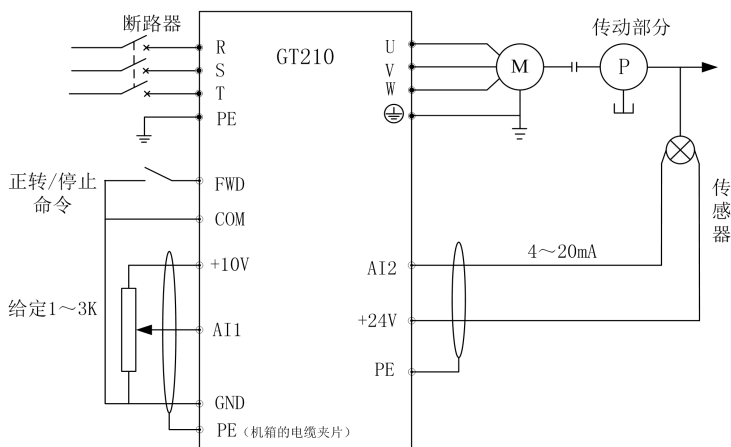 断路器
R
S
T
PE
GT210
U
V
W
M
P
传动部分
正转/停止
命令
FWD
COM
+10V
给定1～3K
AI1
GND
PE（机箱的电缆夹片）
AI2
4～20mA
+24V
PE
传感器